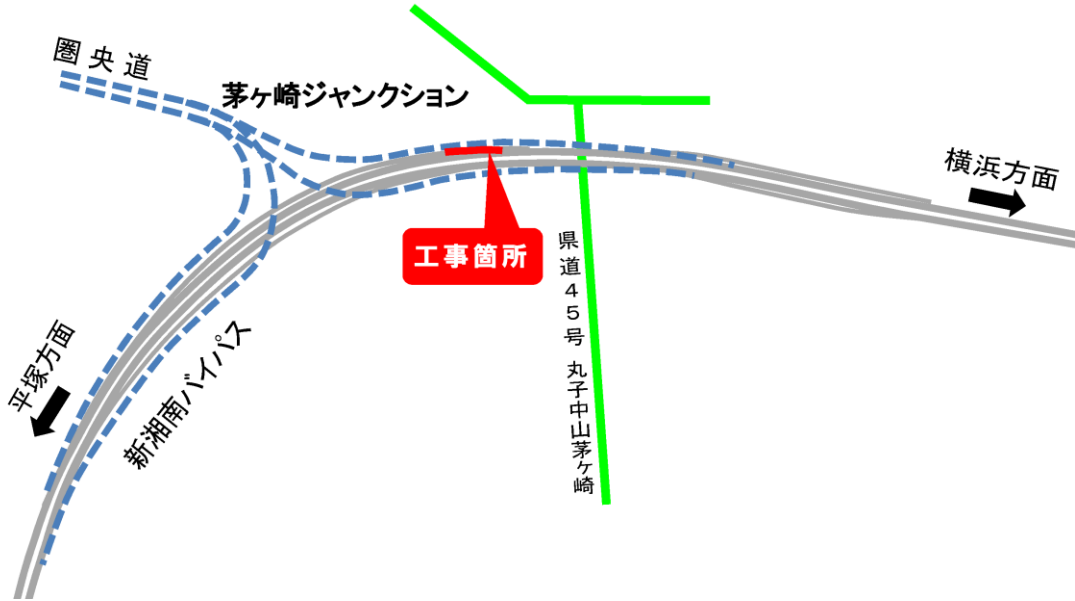 圏央道
茅ヶ崎ジャンクション
横浜方面
工事箇所
県道45号 丸子中山茅ヶ崎
平塚方面
新湘南バイパス